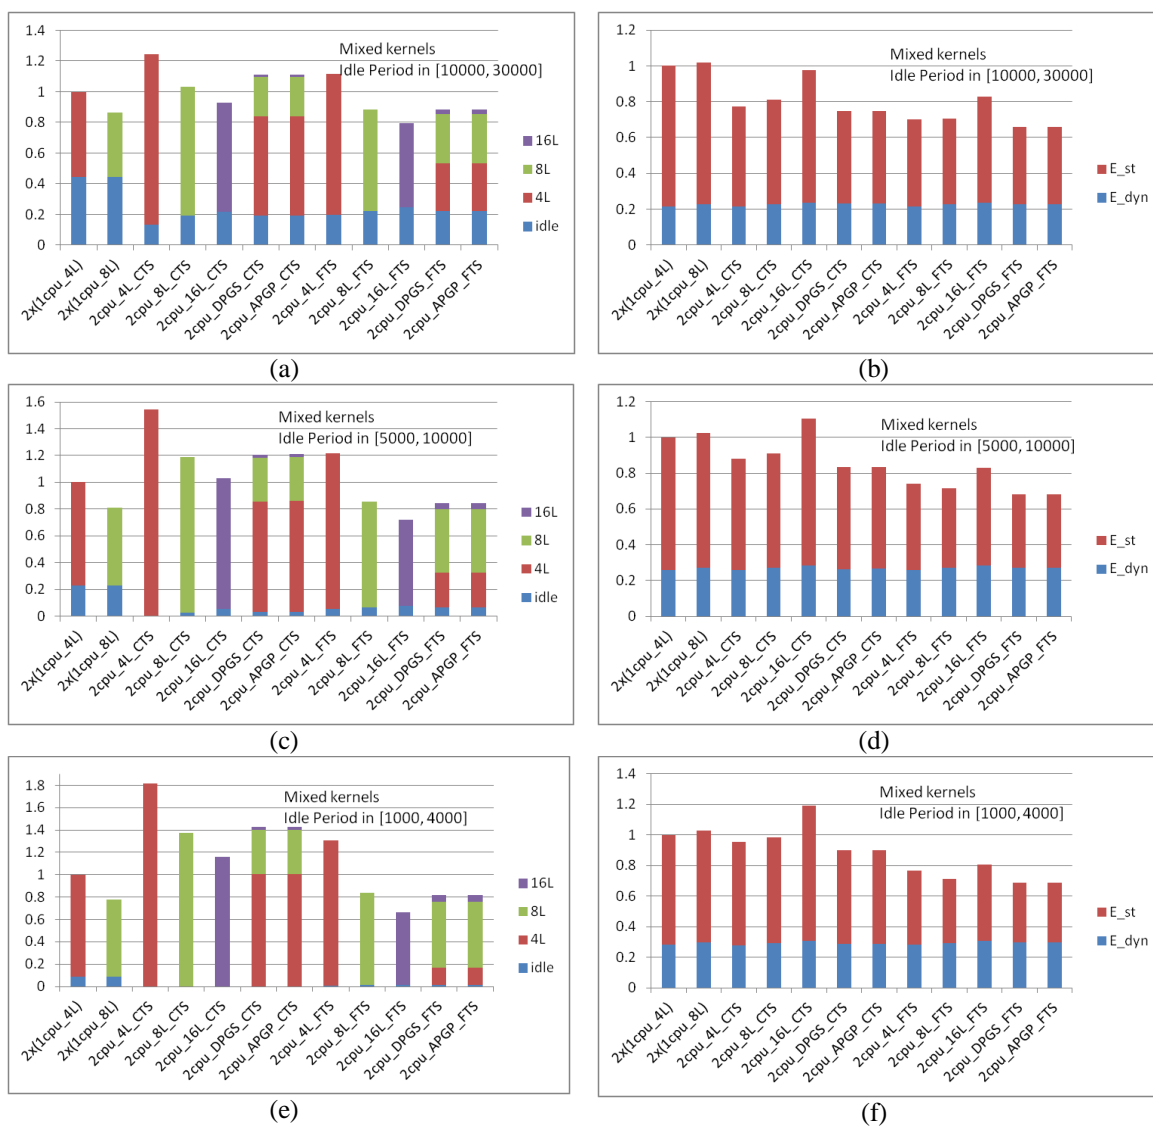 1.4
1.2
1
0.8
0.6
0.4
0.2
0
Mixed kernels
Idle Period in [10000, 30000]
16L
8L
4L
idle
2x(1cpu_4L)
2x(1cpu_8L)
2cpu_4L_CTS
2cpu_8L_CTS
2cpu_16L_CTS
2cpu_DPGS_CTS
2cpu_APGP_CTS
2cpu_4L_FTS
2cpu_8L_FTS
2cpu_16L_FTS
2cpu_DPGS_FTS
2cpu_APGP_FTS
(a)
1.2
1
0.8
0.6
0.4
0.2
0
Mixed kernels
Idle Period in [10000, 30000]
E_st
E_dyn
2x(1cpu_4L)
2x(1cpu_8L)
2cpu_4L_CTS
2cpu_8L_CTS
2cpu_16L_CTS
2cpu_DPGS_CTS
2cpu_APGP_CTS
2cpu_4L_FTS
2cpu_8L_FTS
2cpu_16L_FTS
2cpu_DPGS_FTS
2cpu_APGP_FTS
(b)
1.6
1.4
1.2
1
0.8
0.6
0.4
0.2
0
Mixed kernels
Idle Period in [5000, 10000]
16L
8L
4L
idle
2x(1cpu_4L)
2x(1cpu_8L)
2cpu_4L_CTS
2cpu_8L_CTS
2cpu_16L_CTS
2cpu_DPGS_CTS
2cpu_APGP_CTS
2cpu_4L_FTS
2cpu_8L_FTS
2cpu_16L_FTS
2cpu_DPGS_FTS
2cpu_APGP_FTS
(c)
1.2
1
0.8
0.6
0.4
0.2
0
Mixed kernels
Idle Period in [5000, 10000]
E_st
E_dyn
2x(1cpu_4L)
2x(1cpu_8L)
2cpu_4L_CTS
2cpu_8L_CTS
2cpu_16L_CTS
2cpu_DPGS_CTS
2cpu_APGP_CTS
2cpu_4L_FTS
2cpu_8L_FTS
2cpu_16L_FTS
2cpu_DPGS_FTS
2cpu_APGP_FTS
(d)
1.8
1.6
1.4
1.2
1
0.8
0.6
0.4
0.2
0
Mixed kernels
Idle Period in [1000, 4000]
16L
8L
4L
idle
2x(1cpu_4L)
2x(1cpu_8L)
2cpu_4L_CTS
2cpu_8L_CTS
2cpu_16L_CTS
2cpu_DPGS_CTS
2cpu_APGP_CTS
2cpu_4L_FTS
2cpu_8L_FTS
2cpu_16L_FTS
2cpu_DPGS_FTS
2cpu_APGP_FTS
(e)
1.4
1.2
1
0.8
0.6
0.4
0.2
0
Mixed kernels
Idle Period in [1000, 4000]
E_st
E_dyn
2x(1cpu_4L)
2x(1cpu_8L)
2cpu_4L_CTS
2cpu_8L_CTS
2cpu_16L_CTS
2cpu_DPGS_CTS
2cpu_APGP_CTS
2cpu_4L_FTS
2cpu_8L_FTS
2cpu_16L_FTS
2cpu_DPGS_FTS
2cpu_APGP_FTS
(f)